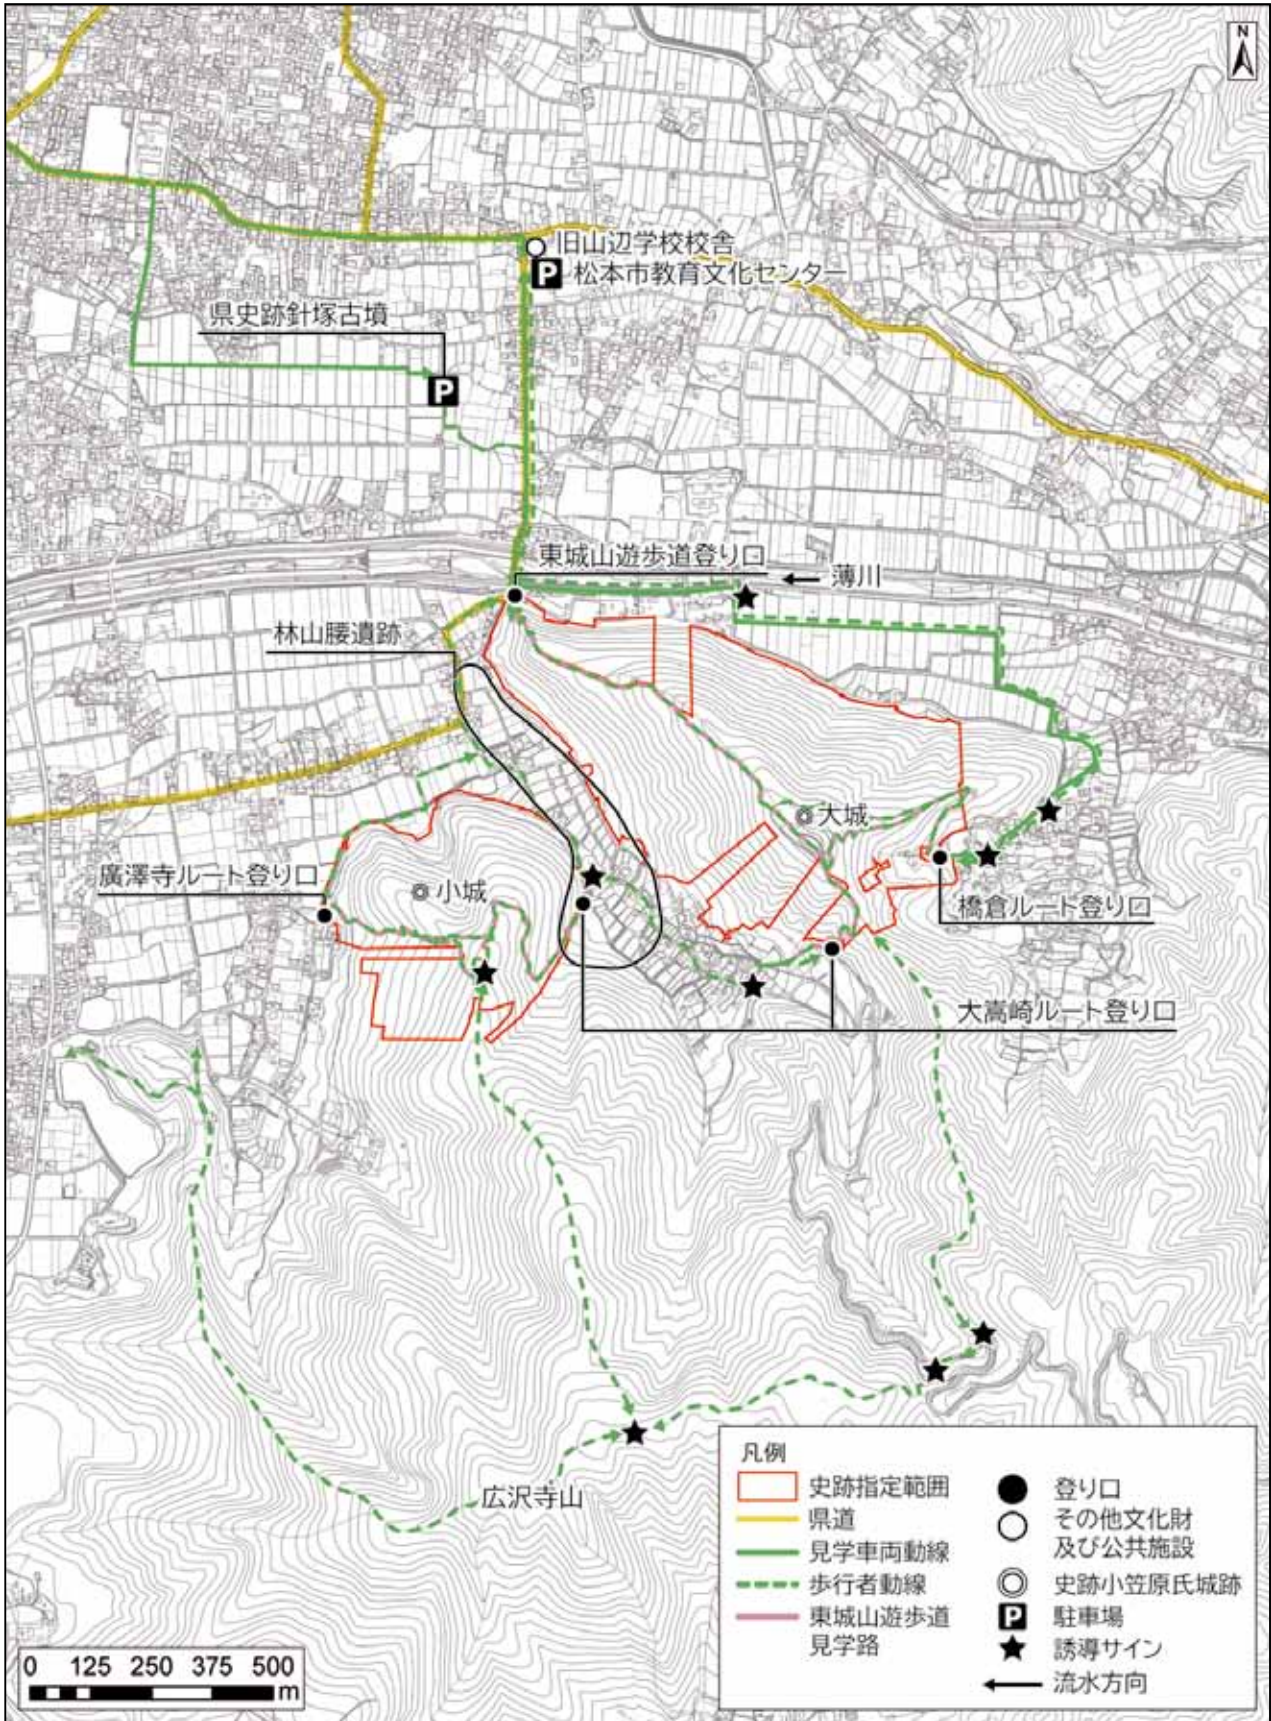 N
旧山辺学校校舎
P 松本市教育文化センター
県史跡針塚古墳
P
東城山遊歩道登り口
薄川
林山腰遺跡
大城
廣澤寺ルート登り口
小城
橋倉ルート登り口
大嵩崎ルート登り口
広沢寺山
凡例
史跡指定範囲
県道
見学車両動線
歩行者動線
東城山遊歩道
見学路
登り口
その他文化財
及び公共施設
史跡小笠原氏城跡
P 駐車場
誘導サイン
流水方向
0 125 250 375 500
m